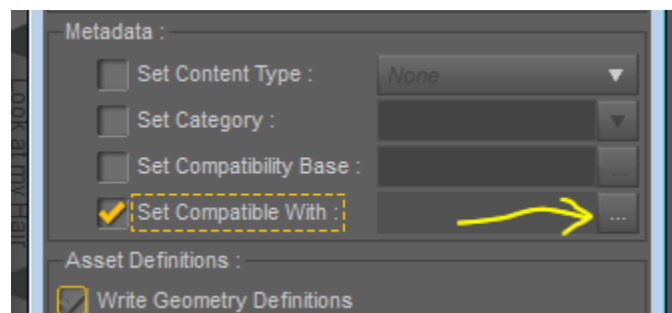 Metadata :
Set Content Type : None
Set Category :
Set Compatibility Base : ...
Set Compatible With : ...
Asset Definitions :
Write Geometry Definitions
Look at my Hair